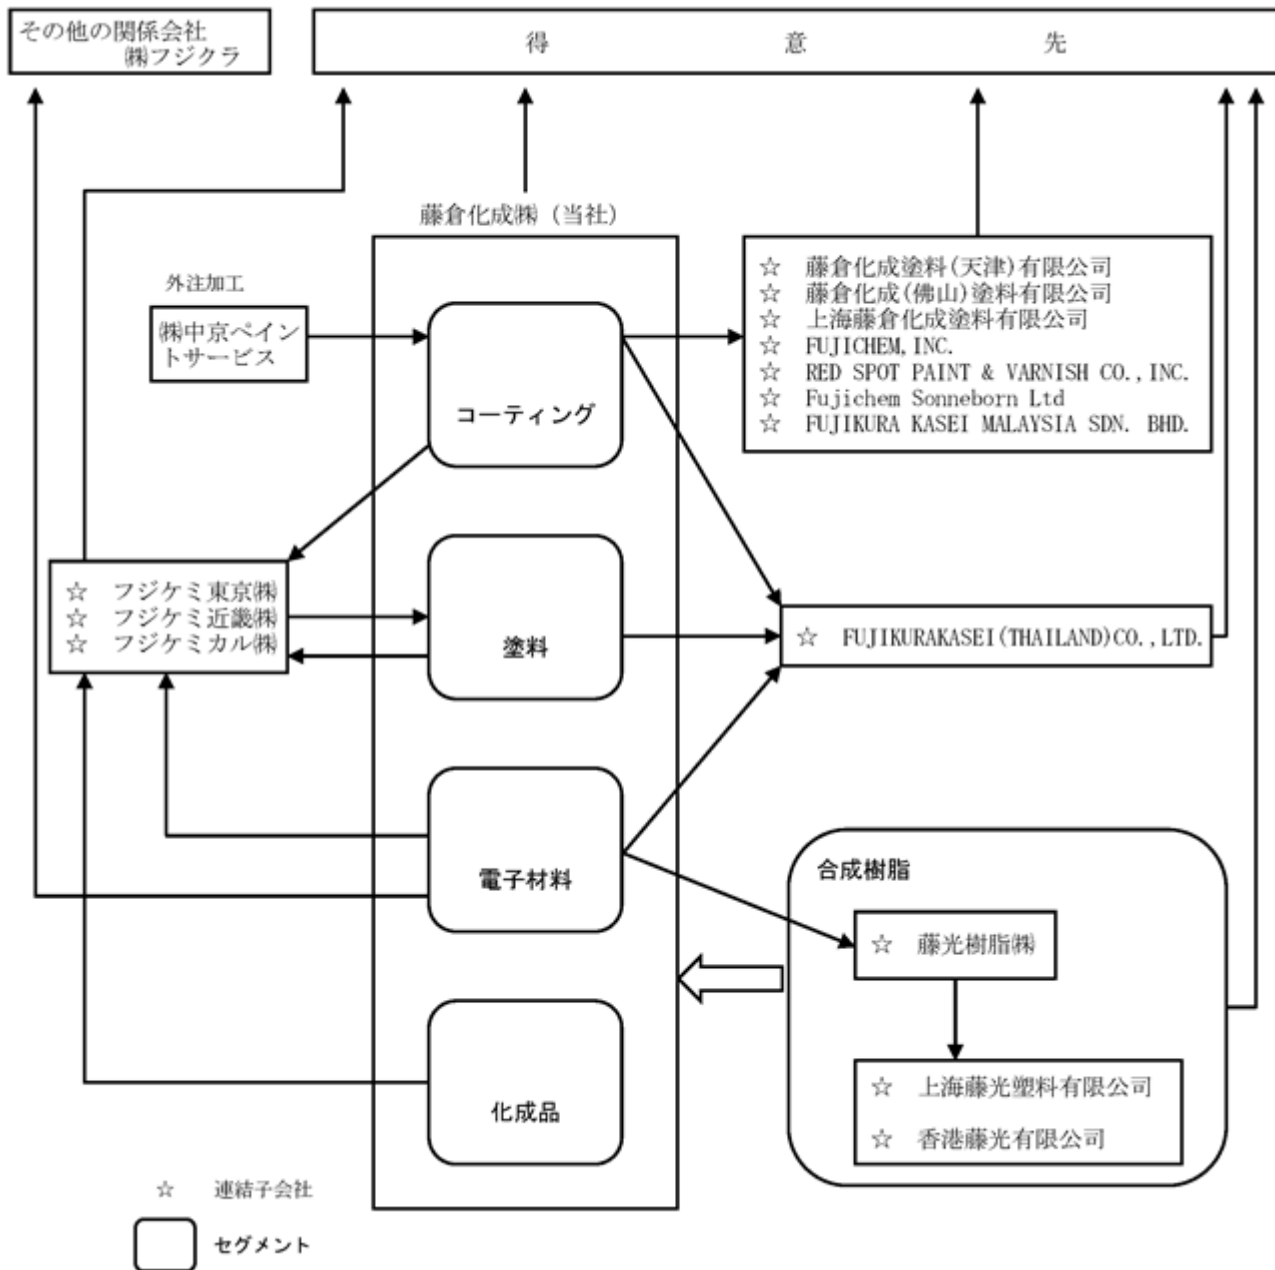 その他の関係会社
㈱フジクラ
得意先
藤倉化成㈱（当社）
外注加工
㈱中京ペイン
トサービス
コーティング
☆ 藤倉化成塗料(天津)有限公司
☆ 藤倉化成(佛山)塗料有限公司
☆ 上海藤倉化成塗料有限公司
☆ FUJICHEM,INC.
☆ RED SPOT PAINT & VARNISH CO.,INC.
☆ Fujichem Sonneborn Ltd
☆ FUJIKURA KASEI MALAYSIA SDN. BHD.
☆ フジケミ東京㈱
☆ フジケミ近畿㈱
☆ フジケミカル㈱
塗料
☆ FUJIKURAKASEI(THAILAND)CO.,LTD.
電子材料
合成樹脂
☆ 藤光樹脂㈱
☆ 上海藤光塑料有限公司
☆ 香港藤光有限公司
化成品
☆ 連結子会社
セグメント